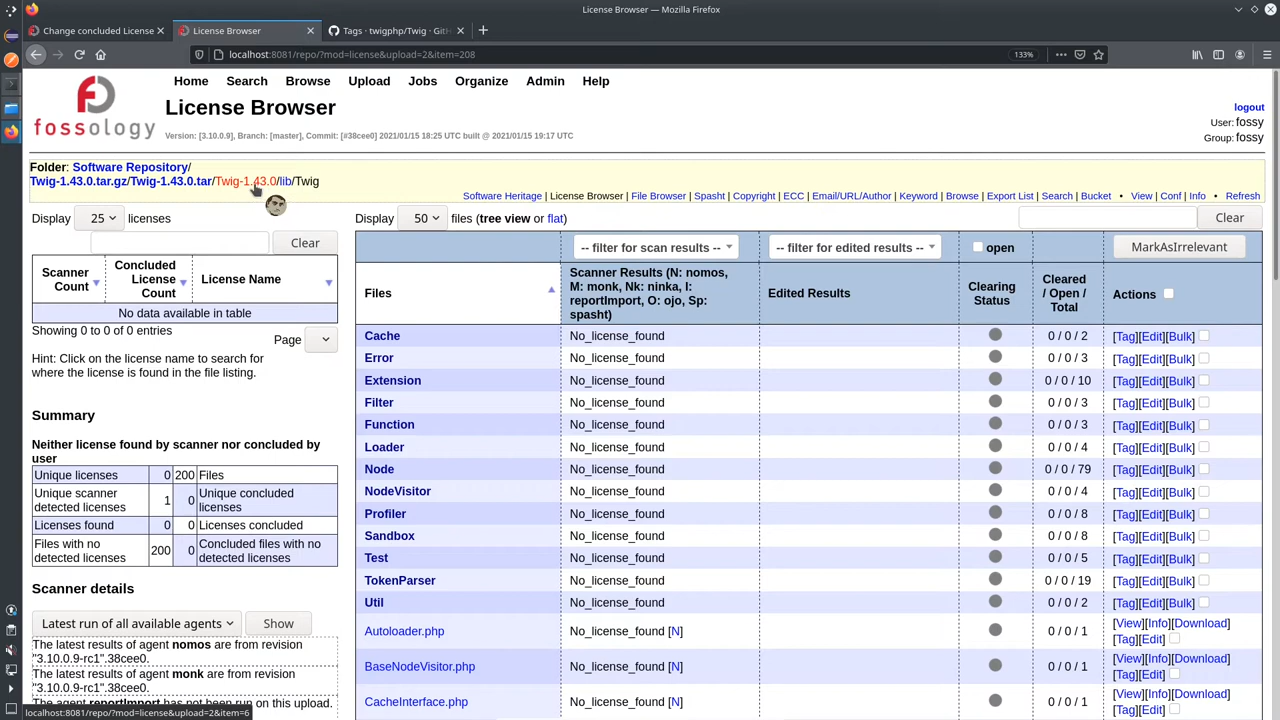 License Browser — Mozilla Firefox
Change concluded License
License Browser
Tags · twigphp/Twig · GitH
localhost:8081/repo/?mod=license&upload=2&item=208
133%
fossology
Home Search Browse Upload Jobs Organize Admin Help
License Browser
Version: [3.10.0.9], Branch: [master], Commit: [#38cee0] 2021/01/15 18:25 UTC built @ 2021/01/15 19:17 UTC
logout
User: fossy
Group: fossy
Folder: Software Repository/
Twig-1.43.0.tar.gz/Twig-1.43.0.tar/Twig-1.43.0/lib/Twig
Software Heritage | License Browser | File Browser | Spasht | Copyright | ECC | Email/URL/Author | Keyword | Browse | Export List | Search | Bucket • View | Conf | Info • Refresh
Display 25 licenses
Clear
Scanner Count
Concluded License Count
License Name
No data available in table
Showing 0 to 0 of 0 entries
Page
Hint: Click on the license name to search for
where the license is found in the file listing.
Summary
Neither license found by scanner nor concluded by
user
Unique licenses 0 200 Files
Unique scanner detected licenses 1 0 Unique concluded licenses
Licenses found 0 0 Licenses concluded
Files with no detected licenses 200 0 Concluded files with no detected licenses
Scanner details
Latest run of all available agents Show
The latest results of agent nomos are from revision
"3.10.0.9-rc1".38cee0.
The latest results of agent monk are from revision
"3.10.0.9-rc1".38cee0.
The agent reportImport has not been run on this upload.
Display 50 files (tree view or flat)
Clear
-- filter for scan results -- -- filter for edited results -- open MarkAsIrrelevant
Files
Scanner Results (N: nomos, M: monk, Nk: ninka, I: reportImport, O: ojo, Sp: spasht)
Edited Results
Clearing Status
Cleared / Open / Total
Actions
Cache No_license_found 0 / 0 / 2 [Tag][Edit][Bulk]
Error No_license_found 0 / 0 / 3 [Tag][Edit][Bulk]
Extension No_license_found 0 / 0 / 10 [Tag][Edit][Bulk]
Filter No_license_found 0 / 0 / 3 [Tag][Edit][Bulk]
Function No_license_found 0 / 0 / 3 [Tag][Edit][Bulk]
Loader No_license_found 0 / 0 / 4 [Tag][Edit][Bulk]
Node No_license_found 0 / 0 / 79 [Tag][Edit][Bulk]
NodeVisitor No_license_found 0 / 0 / 4 [Tag][Edit][Bulk]
Profiler No_license_found 0 / 0 / 8 [Tag][Edit][Bulk]
Sandbox No_license_found 0 / 0 / 8 [Tag][Edit][Bulk]
Test No_license_found 0 / 0 / 5 [Tag][Edit][Bulk]
TokenParser No_license_found 0 / 0 / 19 [Tag][Edit][Bulk]
Util No_license_found 0 / 0 / 2 [Tag][Edit][Bulk]
Autoloader.php No_license_found [N] 0 / 0 / 1 [View][Info][Download] [Tag][Edit]
BaseNodeVisitor.php No_license_found [N] 0 / 0 / 1 [View][Info][Download] [Tag][Edit]
CacheInterface.php No_license_found [N] 0 / 0 / 1 [View][Info][Download] [Tag][Edit]
localhost:8081/repo/?mod=license&upload=2&item=6